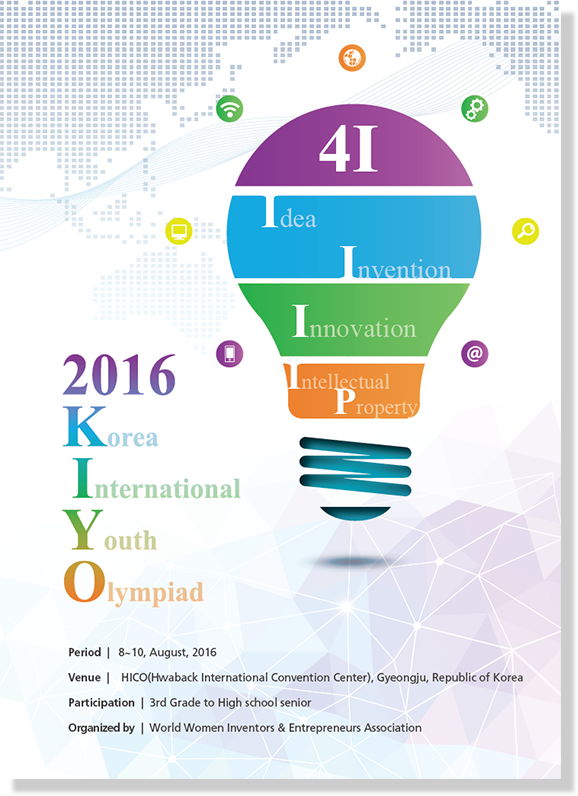 4I
Idea
Invention
Innovation
Intellectual
Property
2016
Korea
International
Youth
Olympiad
Period | 8~10, August, 2016
Venue | HICO(Hwaback International Convention Center), Gyeongju, Republic of Korea
Participation | 3rd Grade to High school senior
Organized by | World Women Inventors & Entrepreneurs Association